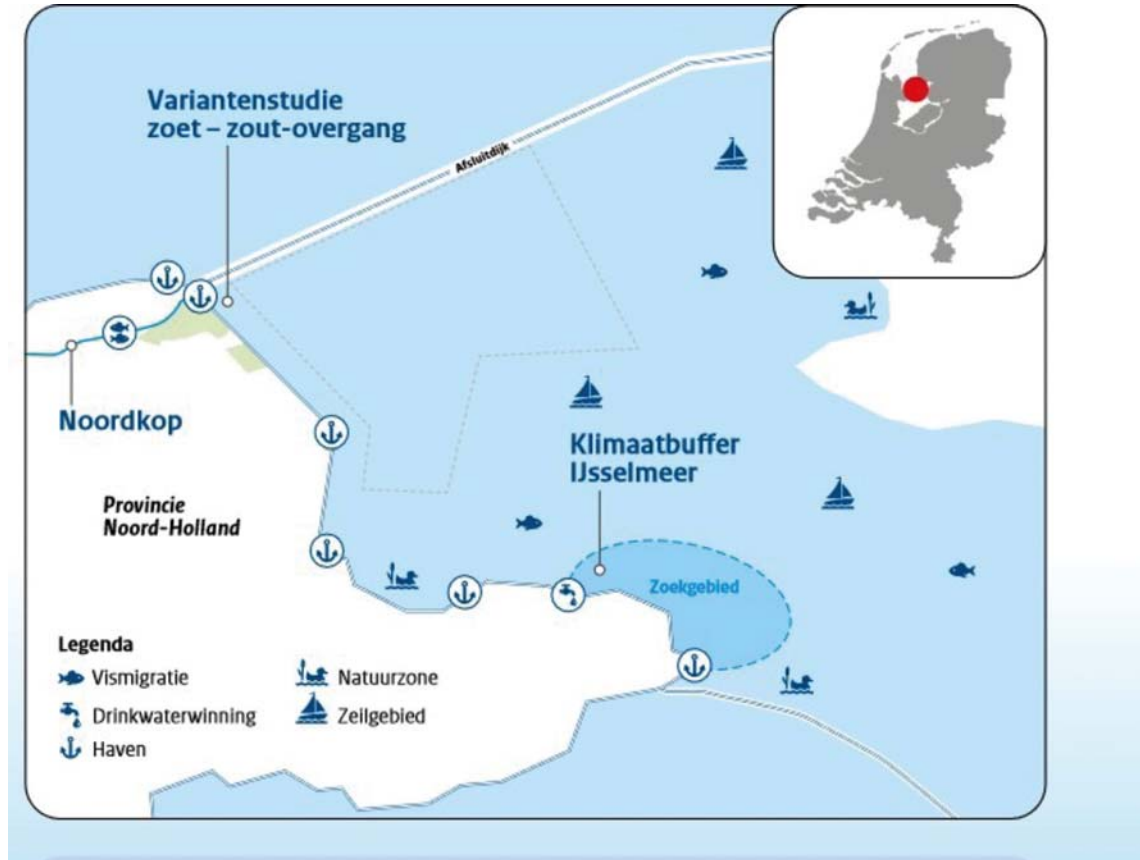 Variantenstudie
zoet – zout-overgang
Afsluitdijk
Noordkop
Klimaatbuffer
IJsselmeer
Provincie
Noord-Holland
Zoekgebied
Legenda
Vismigratie
Natuurzone
Drinkwaterwinning
Zeilgebied
Haven